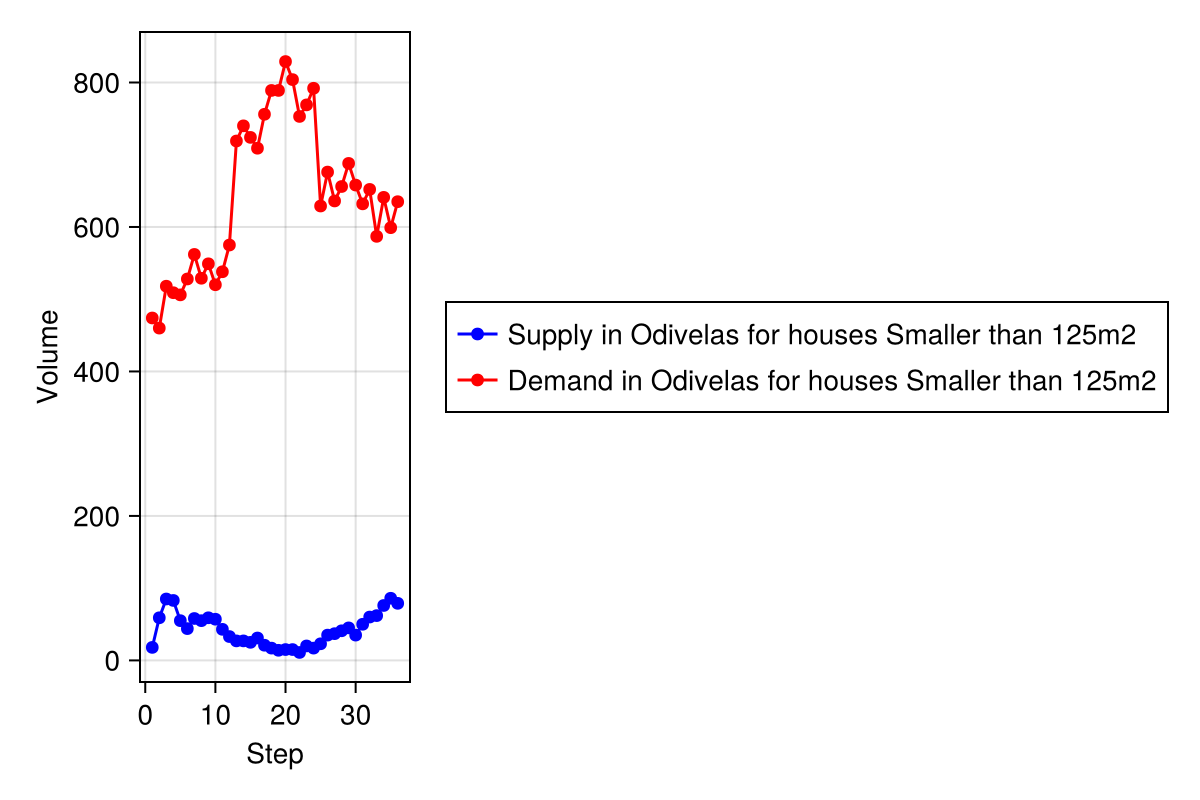 Volume
800
600
400
200
0
0 10 20 30
Step
Supply in Odivelas for houses Smaller than 125m2
Demand in Odivelas for houses Smaller than 125m2